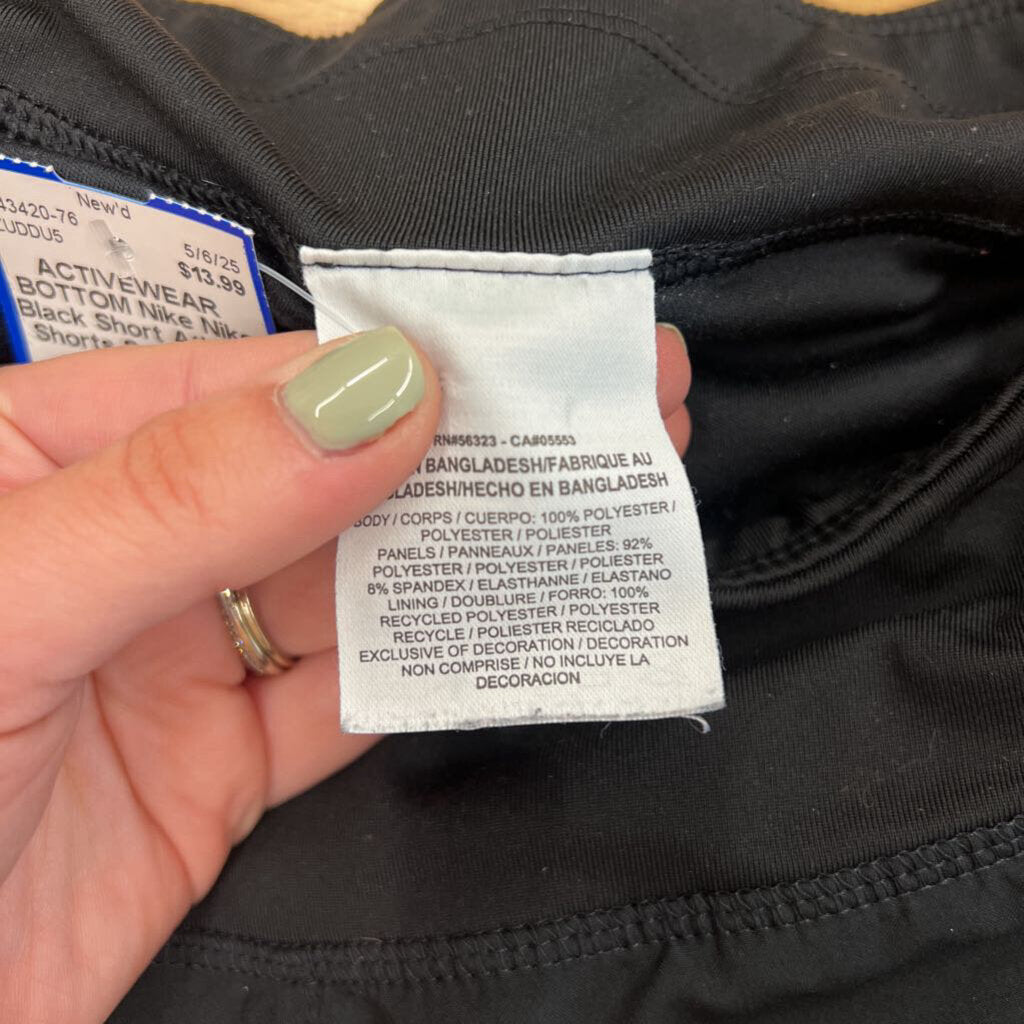 New'd
43420-76
5/6/25
$13.99
ACTIVEWEAR
BOTTOM Nike
Black Short
Shorts
RN#56323 - CA#05553
BANGLADESH/FABRIQUE AU
LADESH/HECHO EN BANGLADESH
BODY / CORPS / CUERPO: 100% POLYESTER /
POLYESTER / POLIESTER
PANELS / PANNEAUX / PANELES: 92%
POLYESTER / POLYESTER / POLIESTER
8% SPANDEX / ELASTHANNE / ELASTANO
LINING / DOUBLURE / FORRO: 100%
RECYCLED POLYESTER / POLYESTER
RECYCLE / POLIESTER RECICLADO
EXCLUSIVE OF DECORATION / DECORATION
NON COMPRISE / NO INCLUYE LA
DECORACION